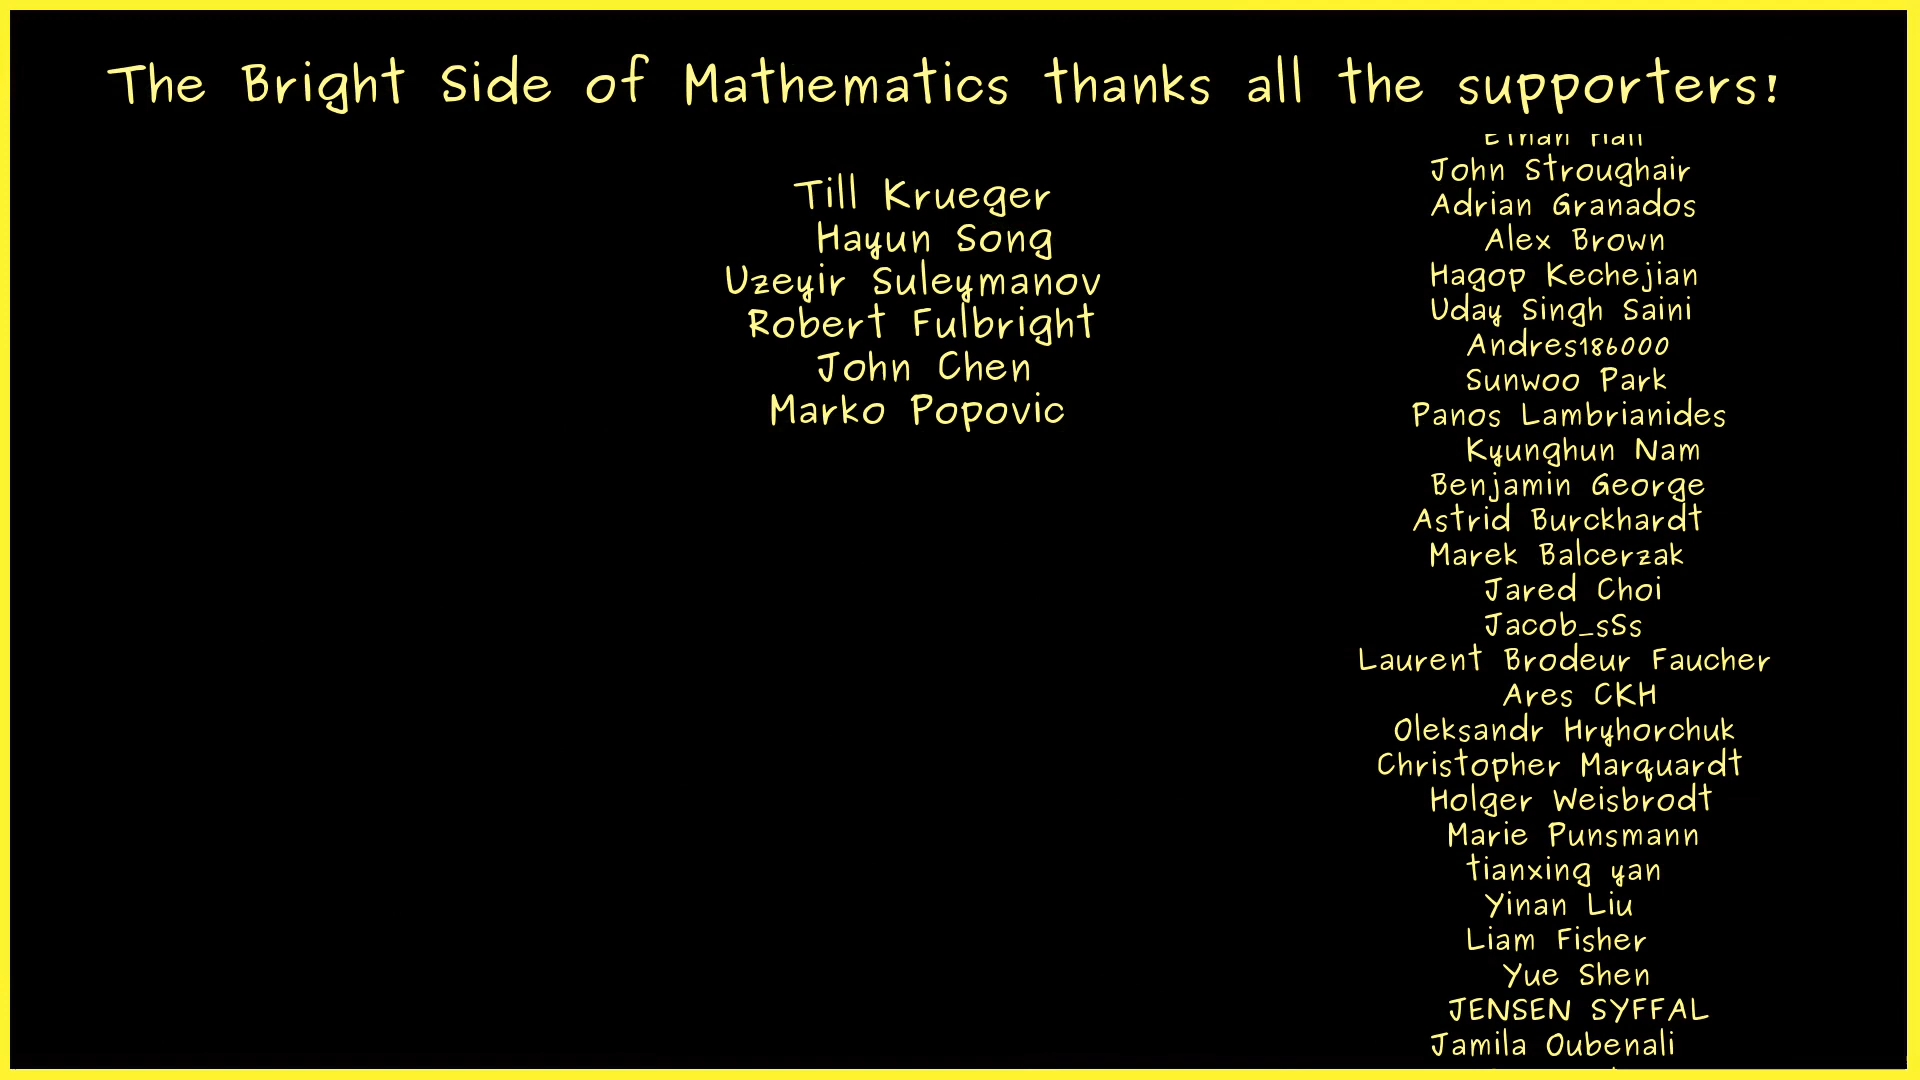 The Bright Side of Mathematics thanks all the supporters!
Till Krueger
Hayun Song
Uzeyir Suleymanov
Robert Fulbright
John Chen
Marko Popovic
John Stroughair
Adrian Granados
Alex Brown
Hagop Kechejian
Uday Singh Saini
Andres186000
Sunwoo Park
Panos Lambrianides
Kyunghun Nam
Benjamin George
Astrid Burckhardt
Marek Balcerzak
Jared Choi
Jacob_sSs
Laurent Brodeur Faucher
Ares CKH
Oleksandr Hryhorchuk
Christopher Marquardt
Holger Weisbrodt
Marie Punsmann
tianxing yan
Yinan Liu
Liam Fisher
Yue Shen
JENSEN SYFFAL
Jamila Oubenali